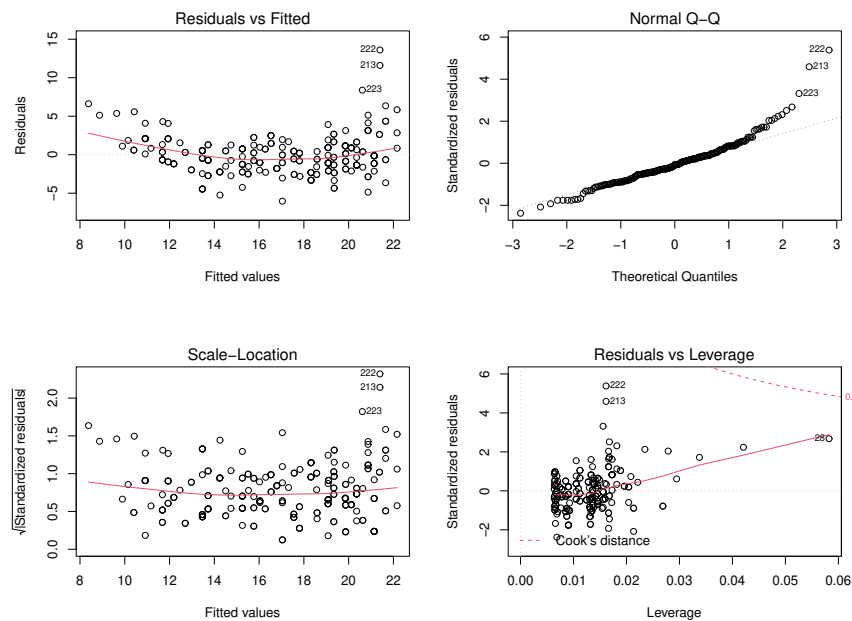 Residuals vs Fitted
Residuals
−5 0 5 10 15
222
213
223
8 10 12 14 16 18 20 22
Fitted values
Normal Q−Q
Standardized residuals
−2 0 2 4 6
222
213
223
−3 −2 −1 0 1 2 3
Theoretical Quantiles
Scale−Location
√|Standardized residuals|
0.0 0.5 1.0 1.5 2.0
222
213
223
8 10 12 14 16 18 20 22
Fitted values
Residuals vs Leverage
Standardized residuals
−2 0 2 4 6
222
213
28
0.
Cook's distance
0.00 0.01 0.02 0.03 0.04 0.05 0.06
Leverage